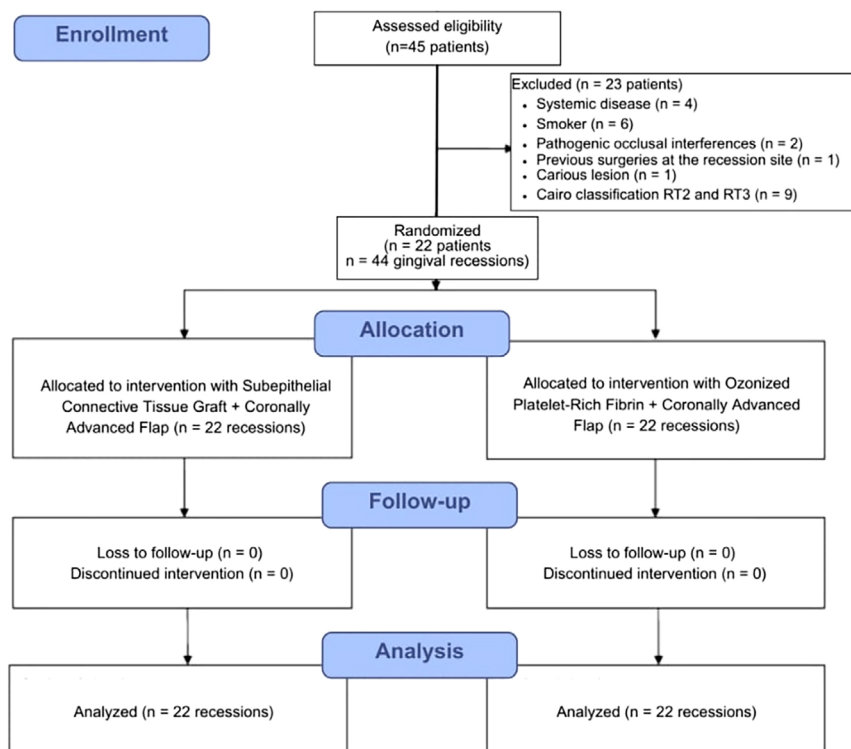 Enrollment
Assessed eligibility
(n=45 patients)
Excluded (n = 23 patients)
• Systemic disease (n = 4)
• Smoker (n = 6)
• Pathogenic occlusal interferences (n = 2)
• Previous surgeries at the recession site (n = 1)
• Carious lesion (n = 1)
• Cairo classification RT2 and RT3 (n = 9)
Randomized
(n = 22 patients
n = 44 gingival recessions)
Allocation
Allocated to intervention with Subepithelial
Connective Tissue Graft + Coronally
Advanced Flap (n = 22 recessions)
Allocated to intervention with Ozonized
Platelet-Rich Fibrin + Coronally Advanced
Flap (n = 22 recessions)
Follow-up
Loss to follow-up (n = 0)
Discontinued intervention (n = 0)
Loss to follow-up (n = 0)
Discontinued intervention (n = 0)
Analysis
Analyzed (n = 22 recessions)
Analyzed (n = 22 recessions)